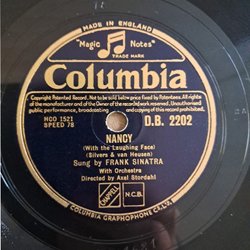 MADE IN ENGLAND
"Magic Notes"
TRADE MARK
Columbia
Copyright Patented Record. Not to be sold below price fixed by Patentees. All rights
of the manufacturer and of the owner of the recorded work reserved. Unauthorised
public performance, broadcasting and copying of this record prohibited.
HCO 1521
SPEED 78
D.B. 2202
NANCY
(With the Laughing Face)
(Silvers & van Heusen)
Sung by FRANK SINATRA
With Orchestra
Directed by Axel Stordahl
CHAPPELL
N.C.B.
COLUMBIA GRAPHOPHONE CO. LTD.